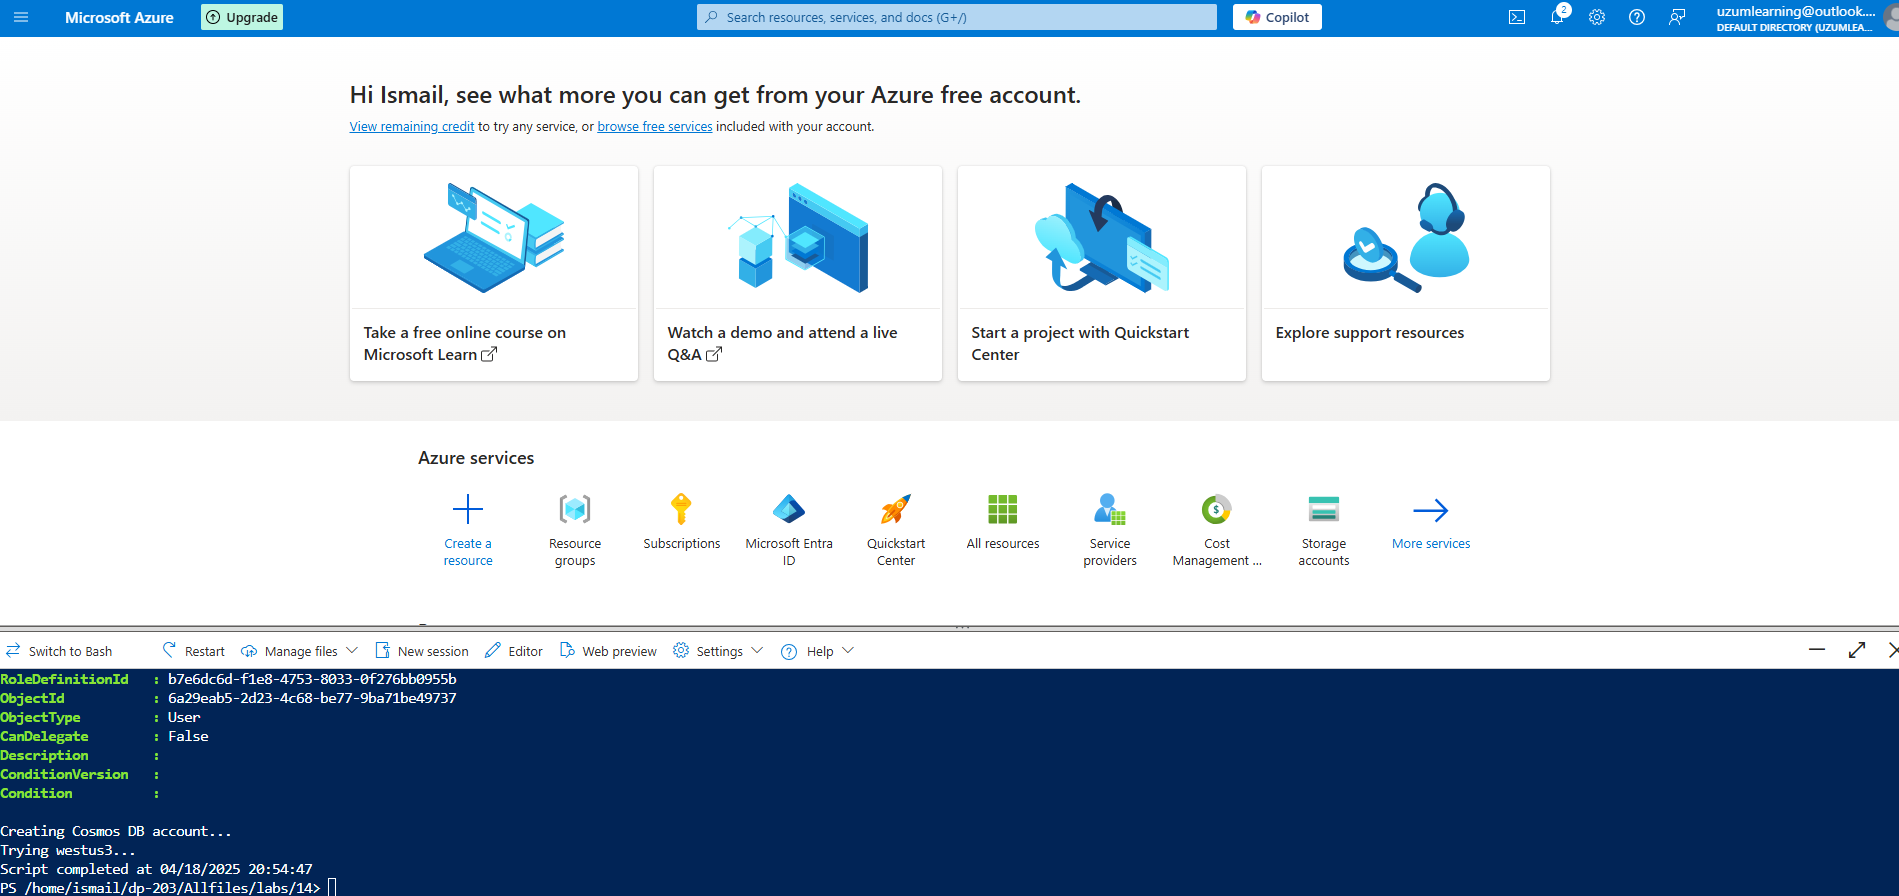 Microsoft Azure
Upgrade
Search resources, services, and docs (G+/)
Copilot
2
uzumlearning@outlook....
DEFAULT DIRECTORY (UZUMLEA...
Hi Ismail, see what more you can get from your Azure free account.
View remaining credit to try any service, or browse free services included with your account.
Take a free online course on
Microsoft Learn
Watch a demo and attend a live
Q&A
Start a project with Quickstart
Center
Explore support resources
Azure services
Create a
resource
Resource
groups
Subscriptions
Microsoft Entra
ID
Quickstart
Center
All resources
Service
providers
Cost
Management ...
Storage
accounts
More services
Switch to Bash
Restart
Manage files
New session
Editor
Web preview
Settings
Help
RoleDefinitionId : b7e6dc6d-f1e8-4753-8033-0f276bb0955b
ObjectId : 6a29eab5-2d23-4c68-be77-9ba71be49737
ObjectType : User
CanDelegate : False
Description :
ConditionVersion :
Condition :
Creating Cosmos DB account...
Trying westus3...
Script completed at 04/18/2025 20:54:47
PS /home/ismail/dp-203/Allfiles/labs/14>